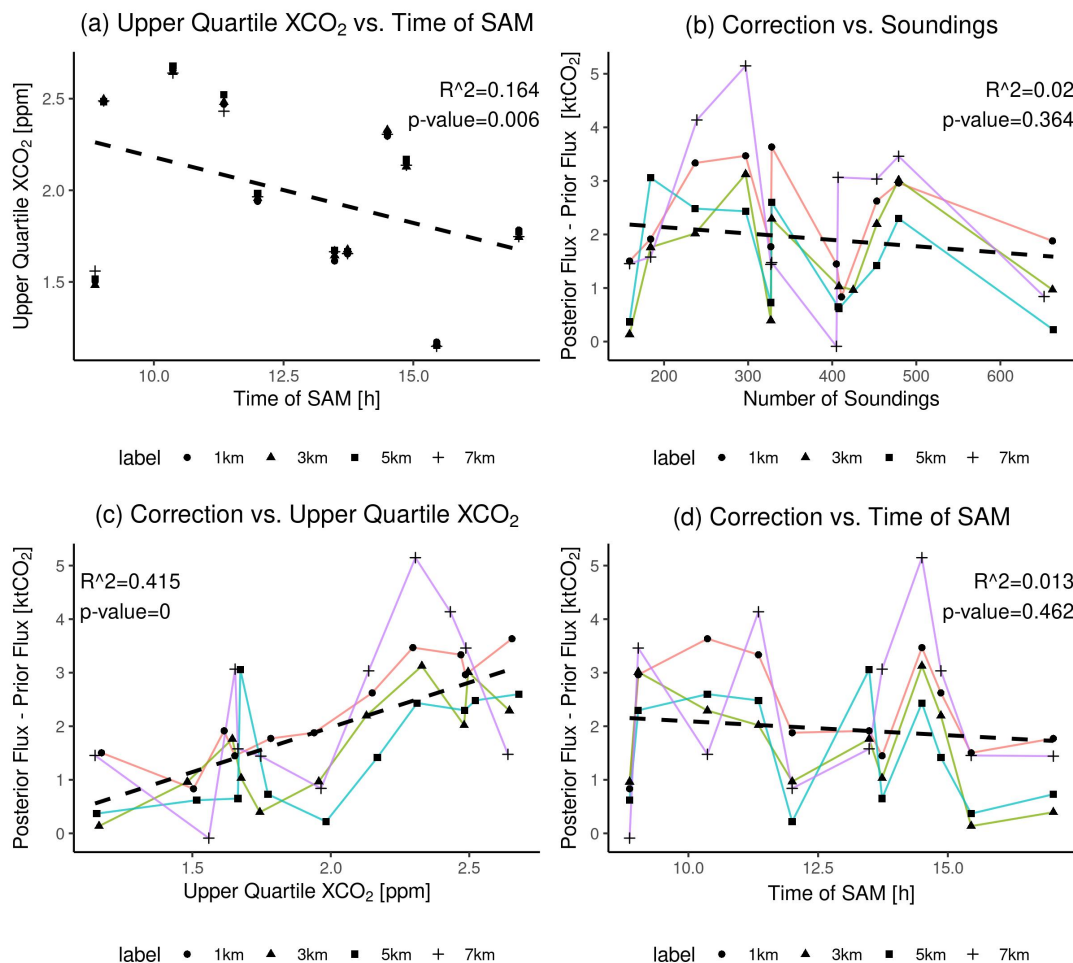 (a) Upper Quartile XCO₂ vs. Time of SAM
Upper Quartile XCO₂ [ppm]
2.5
2.0
1.5
R^2=0.164
p-value=0.006
10.0 12.5 15.0
Time of SAM [h]
label 1km 3km 5km 7km
(b) Correction vs. Soundings
Posterior Flux - Prior Flux [ktCO₂]
5
4
3
2
1
0
R^2=0.02
p-value=0.364
200 300 400 500 600
Number of Soundings
label 1km 3km 5km 7km
(c) Correction vs. Upper Quartile XCO₂
Posterior Flux - Prior Flux [ktCO₂]
5
4
3
2
1
0
R^2=0.415
p-value=0
1.5 2.0 2.5
Upper Quartile XCO₂ [ppm]
label 1km 3km 5km 7km
(d) Correction vs. Time of SAM
Posterior Flux - Prior Flux [ktCO₂]
5
4
3
2
1
0
R^2=0.013
p-value=0.462
10.0 12.5 15.0
Time of SAM [h]
label 1km 3km 5km 7km